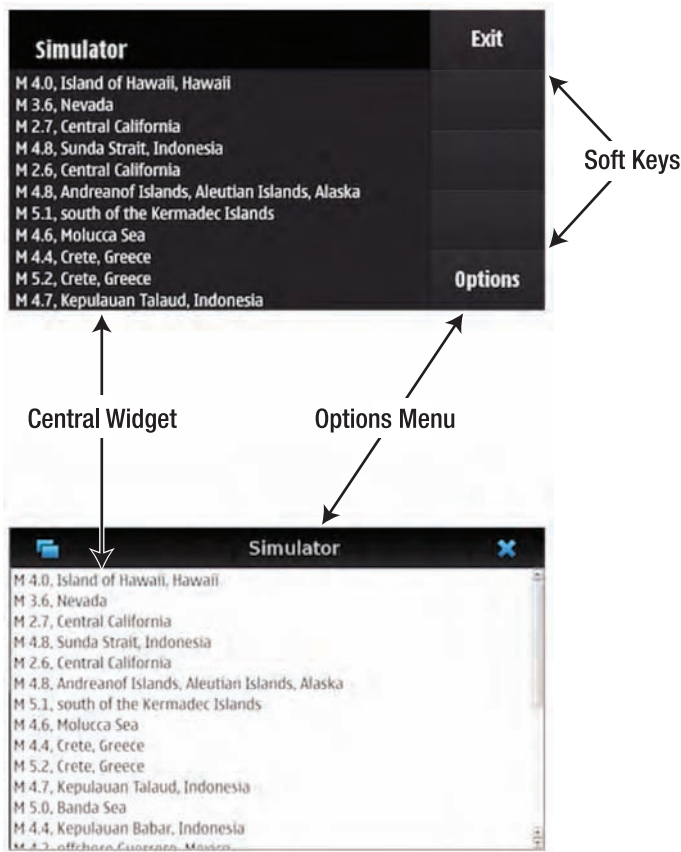 Simulator
Exit
M 4.0, Island of Hawaii, Hawaii
M 3.6, Nevada
M 2.7, Central California
M 4.8, Sunda Strait, Indonesia
M 2.6, Central California
M 4.8, Andreanof Islands, Aleutian Islands, Alaska
M 5.1, south of the Kermadec Islands
M 4.6, Molucca Sea
M 4.4, Crete, Greece
M 5.2, Crete, Greece
M 4.7, Kepulauan Talaud, Indonesia
Options
Soft Keys
Central Widget
Options Menu
Simulator
M 4.0, Island of Hawaii, Hawaii
M 3.6, Nevada
M 2.7, Central California
M 4.8, Sunda Strait, Indonesia
M 2.6, Central California
M 4.8, Andreanof Islands, Aleutian Islands, Alaska
M 5.1, south of the Kermadec Islands
M 4.6, Molucca Sea
M 4.4, Crete, Greece
M 5.2, Crete, Greece
M 4.7, Kepulauan Talaud, Indonesia
M 5.0, Banda Sea
M 4.4, Kepulauan Babar, Indonesia
M 4.2, offshore Guerrero, Mexico